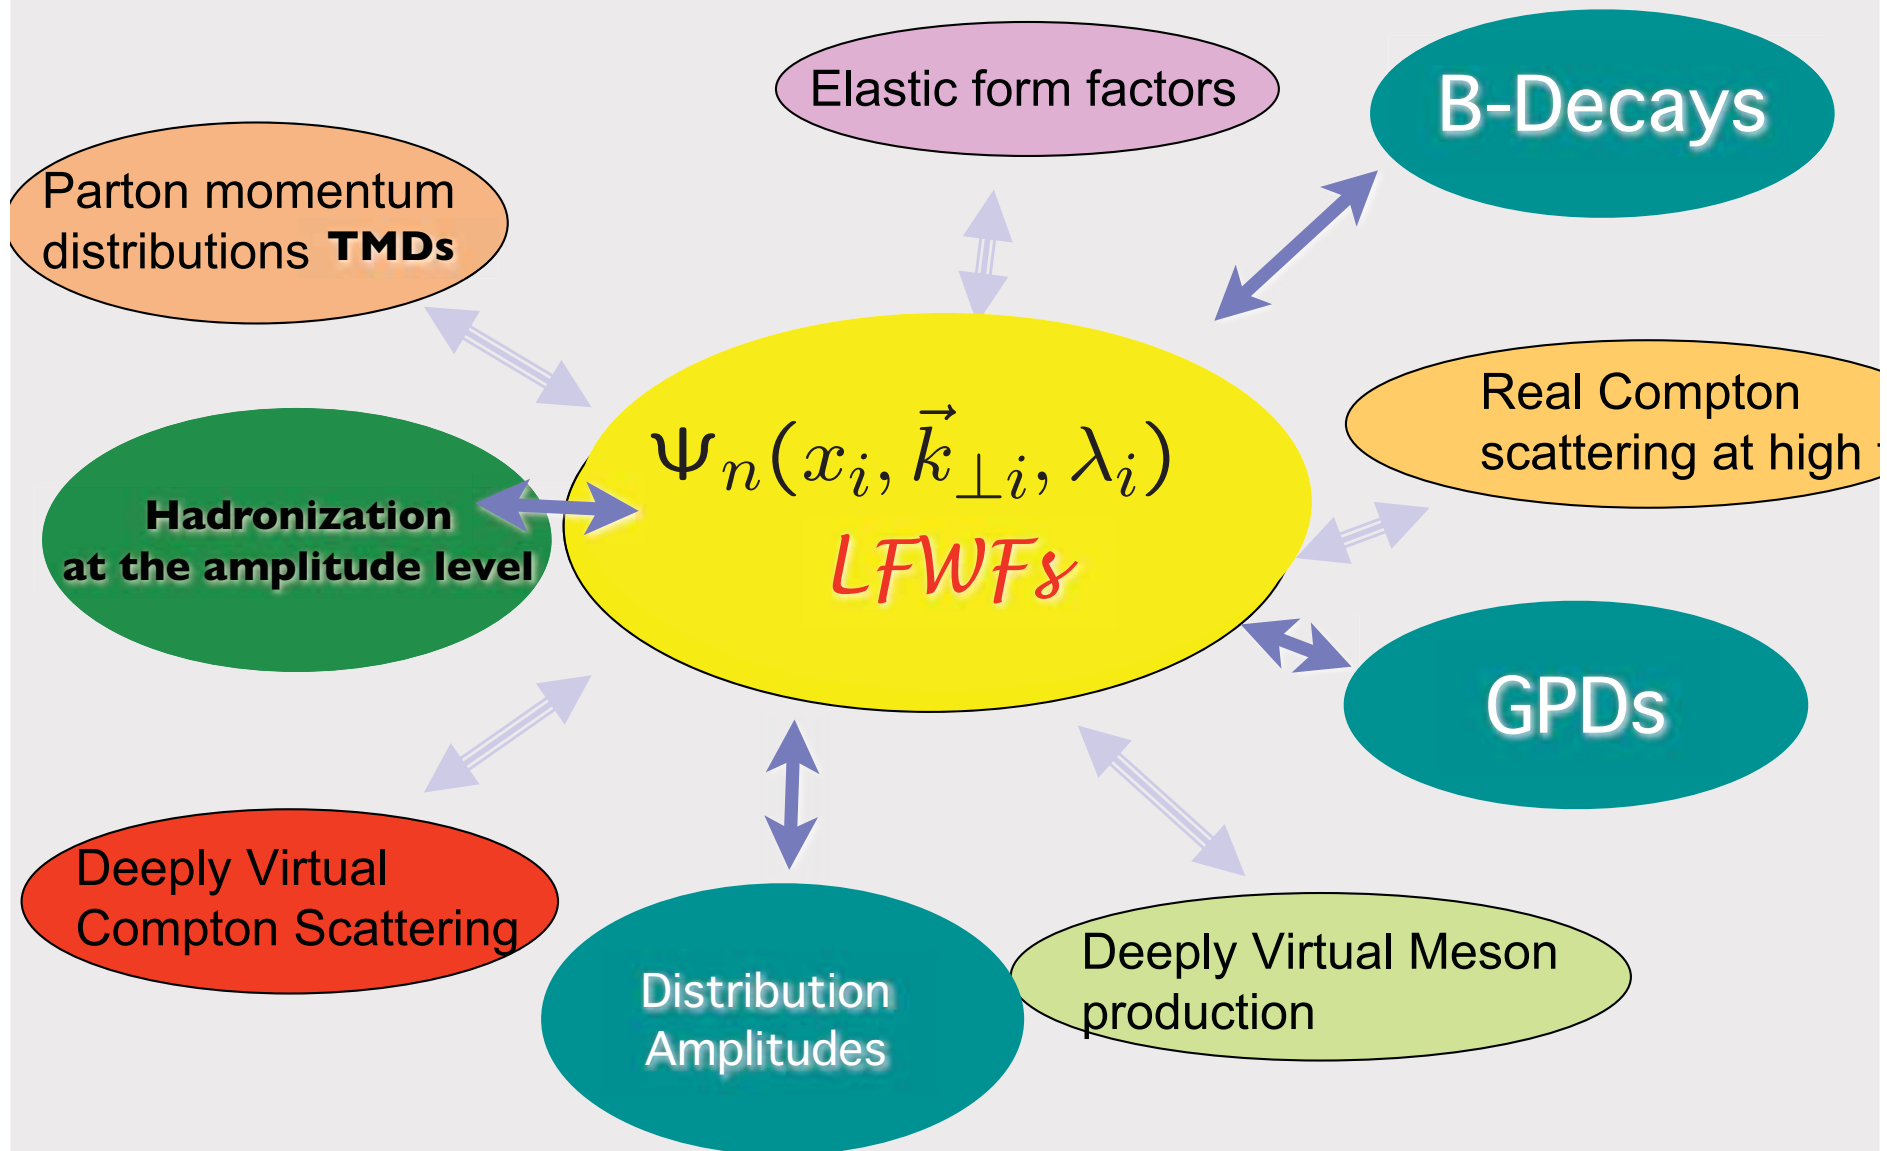 Elastic form factors
B-Decays
Parton momentum
distributions TMDs
Real Compton
scattering at high
Ψ_n(x_i, \vec{k}_{⊥i}, λ_i)
LFWFs
Hadronization
at the amplitude level
GPDs
Deeply Virtual
Compton Scattering
Distribution
Amplitudes
Deeply Virtual Meson
production